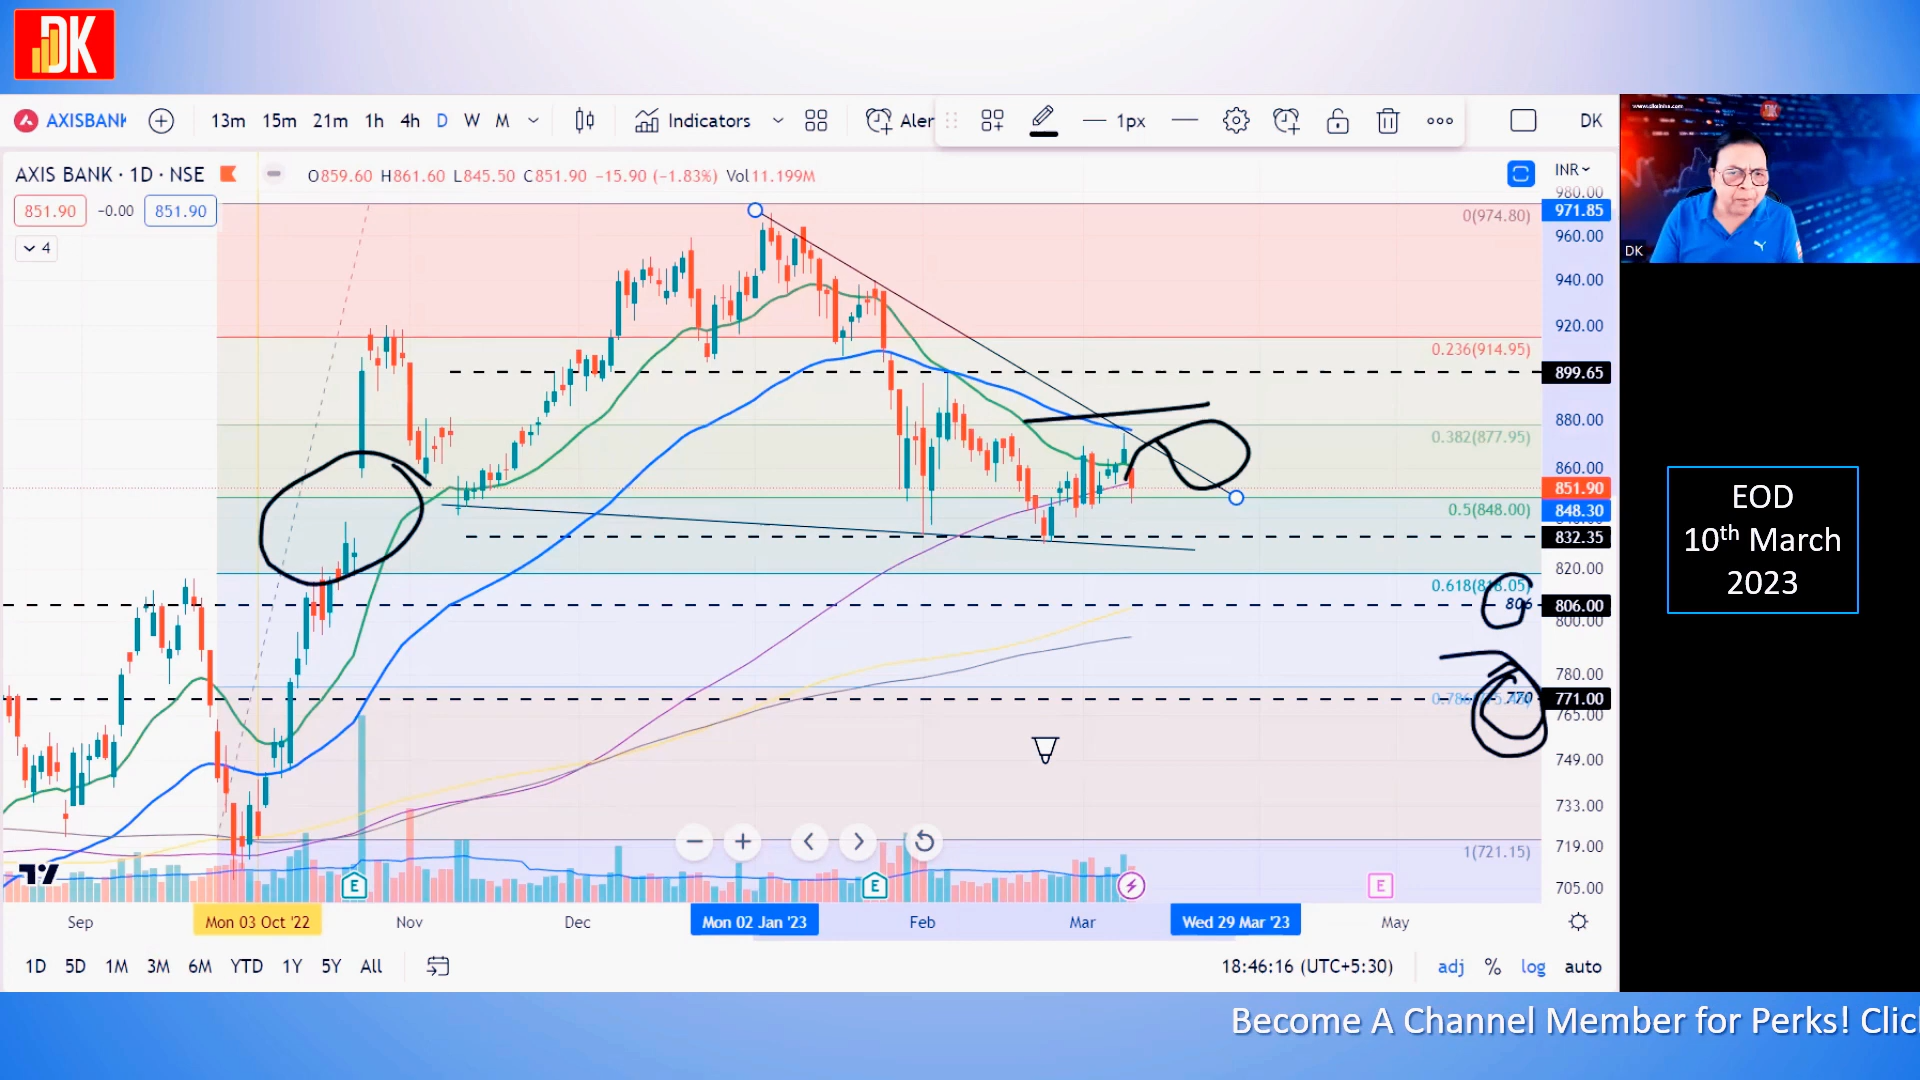 DK
AXISBANK
13m 15m 21m 1h 4h D W M
Indicators
Aler
1px
DK
AXIS BANK · 1D · NSE
O859.60 H861.60 L845.50 C851.90 −15.90 (−1.83%) Vol11.199M
INR
851.90 −0.00 851.90
4
980.00
971.85
960.00
940.00
920.00
899.65
880.00
860.00
851.90
848.30
832.35
820.00
806.00
800.00
780.00
771.00
765.00
749.00
733.00
719.00
705.00
0(974.80)
0.236(914.95)
0.382(877.95)
0.5(848.00)
0.618(818.05)
806
770
1(721.15)
E
E
E
Sep
Mon 03 Oct '22
Nov
Dec
Mon 02 Jan '23
Feb
Mar
Wed 29 Mar '23
May
1D 5D 1M 3M 6M YTD 1Y 5Y All
18:46:16 (UTC+5:30)
adj % log auto
DK
DK
EOD
10th March
2023
Become A Channel Member for Perks! Clic